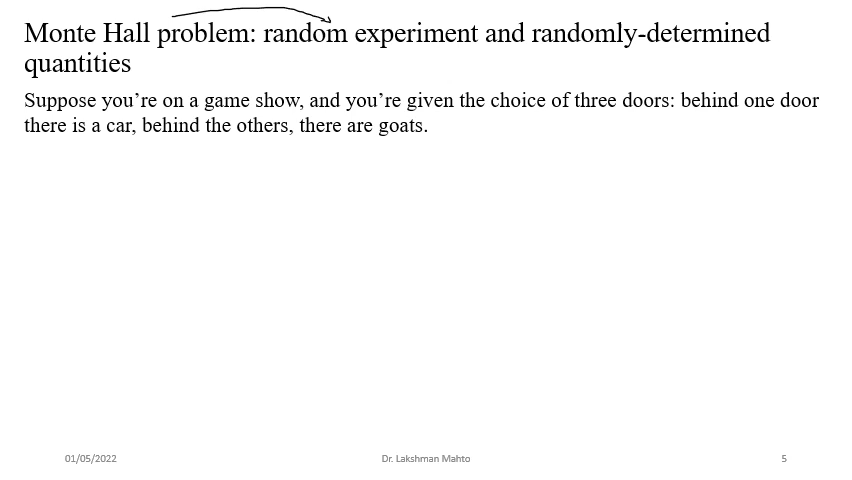 Monte Hall problem: random experiment and randomly-determined
quantities
Suppose you’re on a game show, and you’re given the choice of three doors: behind one door
there is a car, behind the others, there are goats.
01/05/2022
Dr. Lakshman Mahto
5